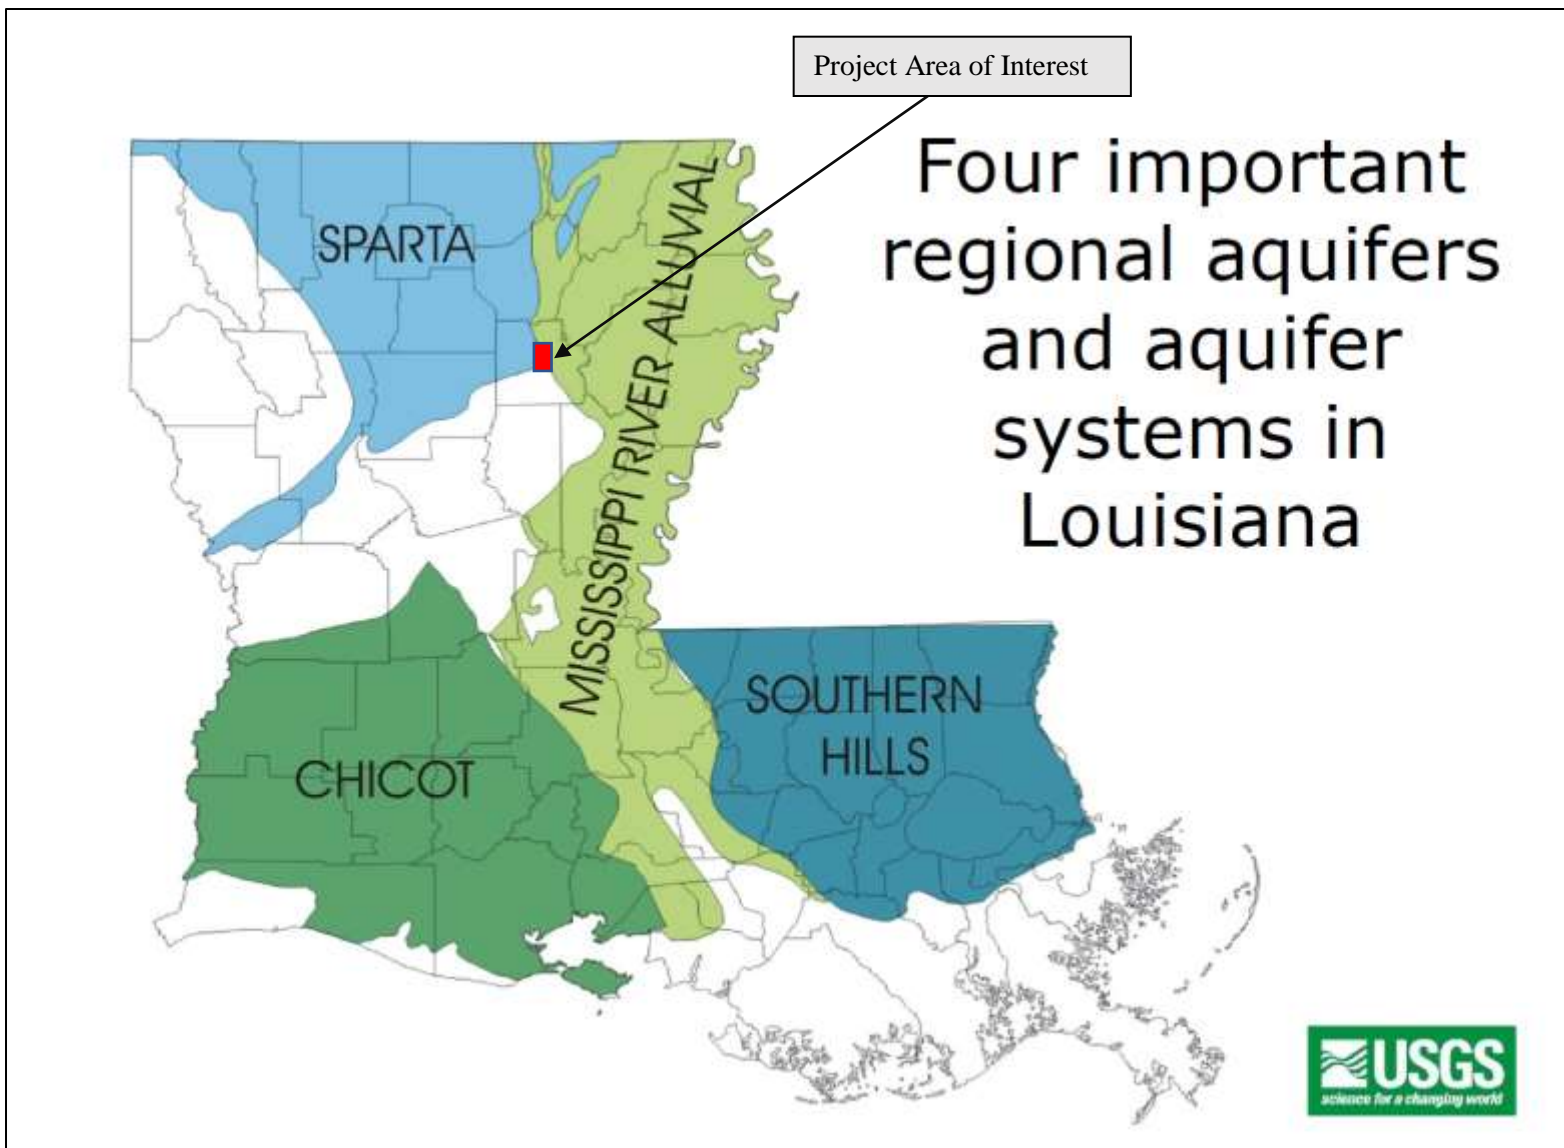 Project Area of Interest
Four important
regional aquifers
and aquifer
systems in
Louisiana
SPARTA
MISSISSIPPI RIVER ALLUVIAL
SOUTHERN
HILLS
CHICOT
USGS
science for a changing world